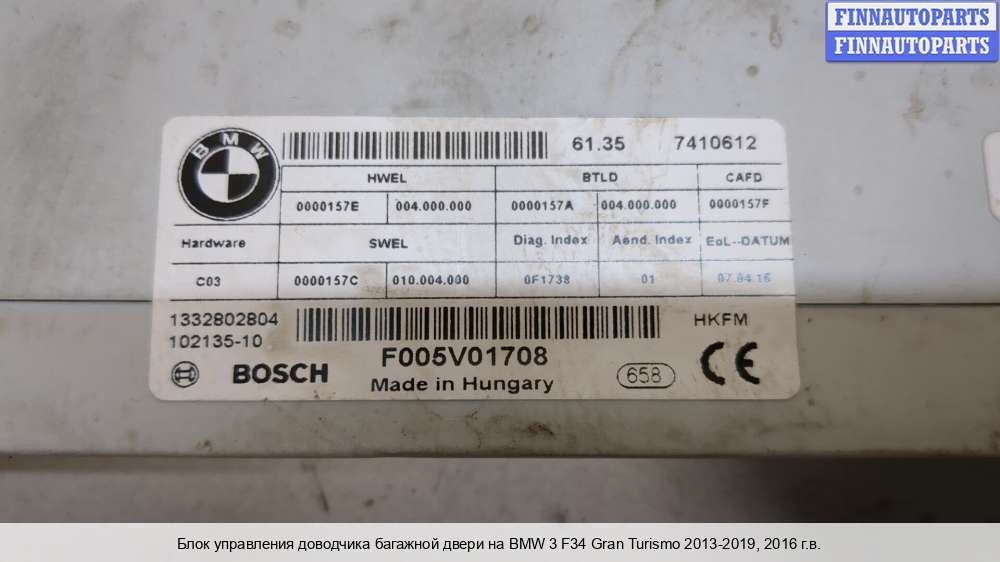 FINNAUTOPARTS
FINNAUTOPARTS
BMW
61.35 7410612
HWEL BTLD CAFD
0000157E 004.000.000 0000157A 004.000.000 0000157F
Hardware SWEL Diag. Index Aend. Index EoL--DATUM
C03 0000157C 010.004.000 0F1738 01 07.04.16
1332802804 HKFM
102135-10
F005V01708
BOSCH
Made in Hungary
658
CE
Блок управления доводчика багажной двери на BMW 3 F34 Gran Turismo 2013-2019, 2016 г.в.